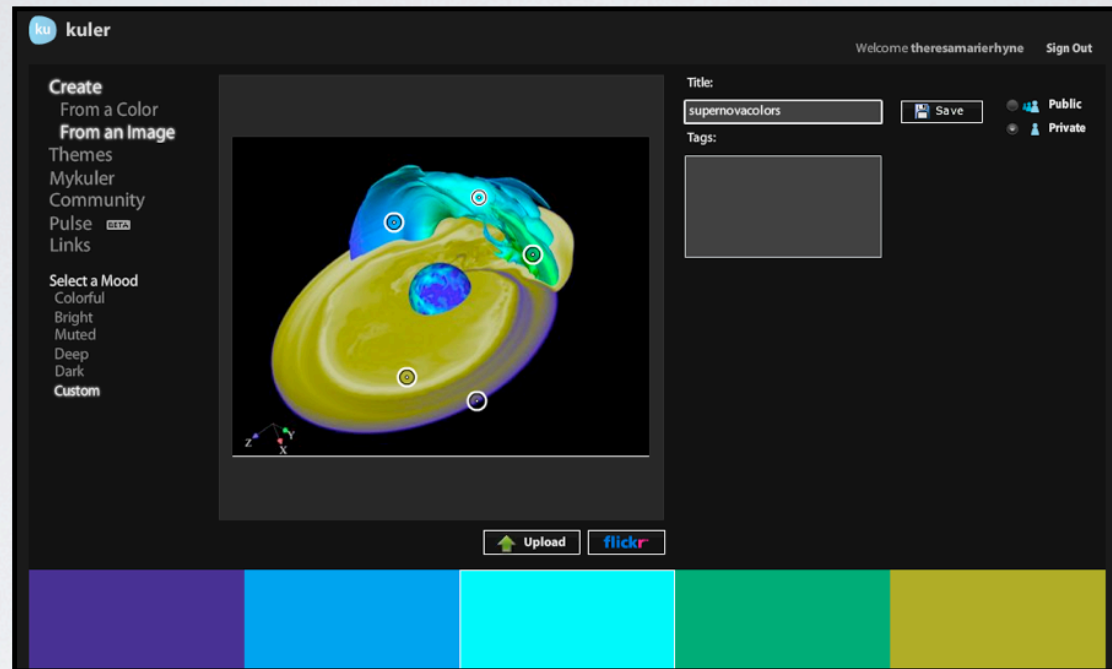 ku kuler
Welcome theresamarierhyne Sign Out
Create
From a Color
From an Image
Themes
Mykuler
Community
Pulse BETA
Links
Select a Mood
Colorful
Bright
Muted
Deep
Dark
Custom
Z X Y
Upload flickr
Title:
supernovacolors
Save
Public
Private
Tags: